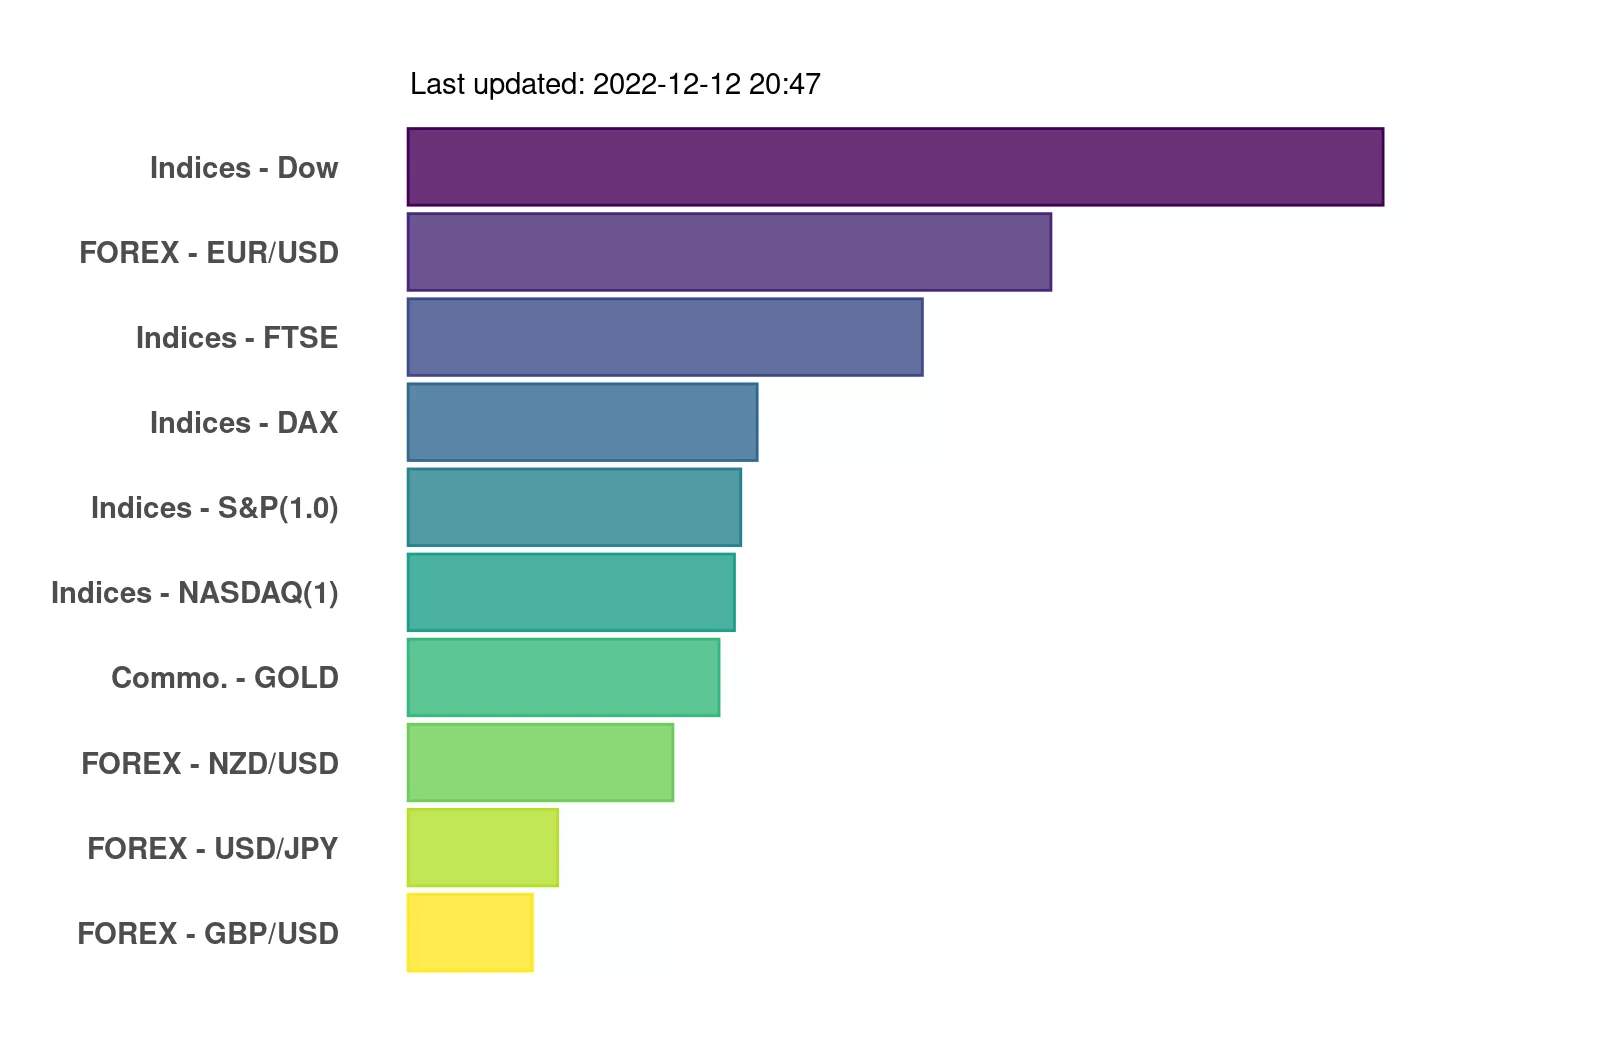 Last updated: 2022-12-12 20:47
Indices - Dow
FOREX - EUR/USD
Indices - FTSE
Indices - DAX
Indices - S&P(1.0)
Indices - NASDAQ(1)
Commo. - GOLD
FOREX - NZD/USD
FOREX - USD/JPY
FOREX - GBP/USD